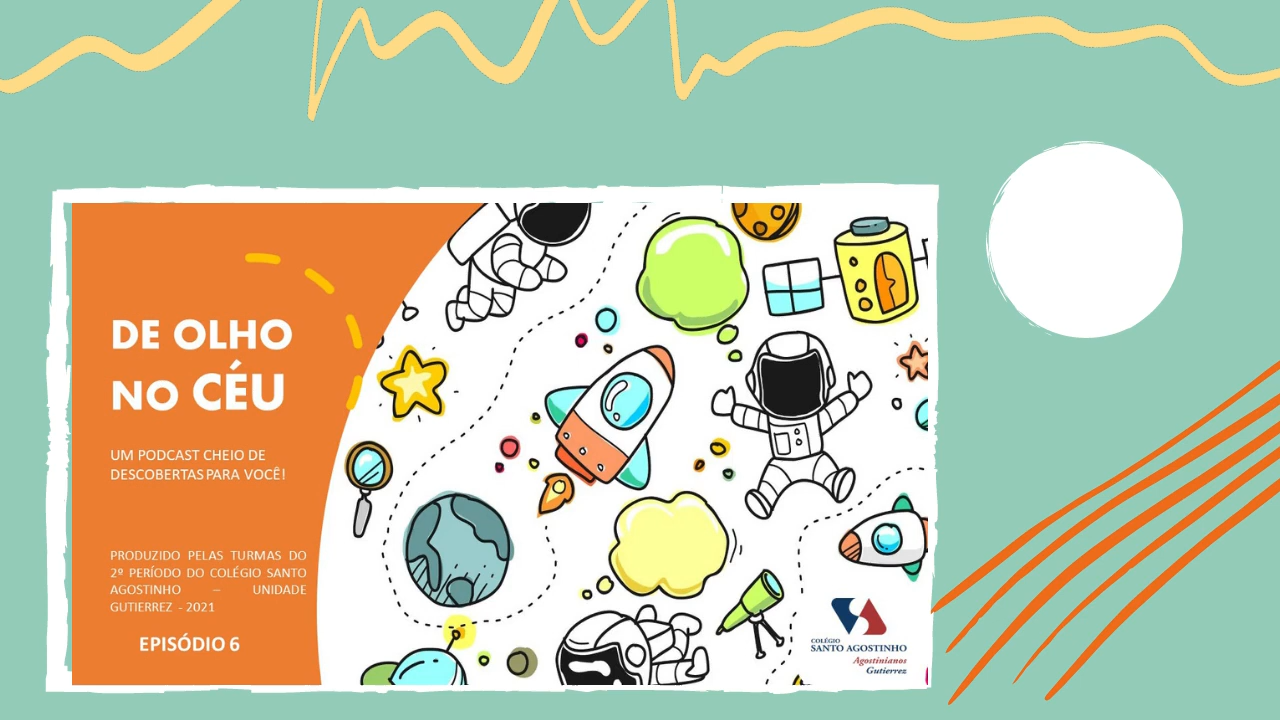 DE OLHO
NO CÉU
UM PODCAST CHEIO DE
DESCOBERTAS PARA VOCÊ!
PRODUZIDO PELAS TURMAS DO
2º PERÍODO DO COLÉGIO SANTO
AGOSTINHO – UNIDADE
GUTIERREZ - 2021
EPISÓDIO 6
COLÉGIO
SANTO AGOSTINHO
Agostinianos
Gutierrez